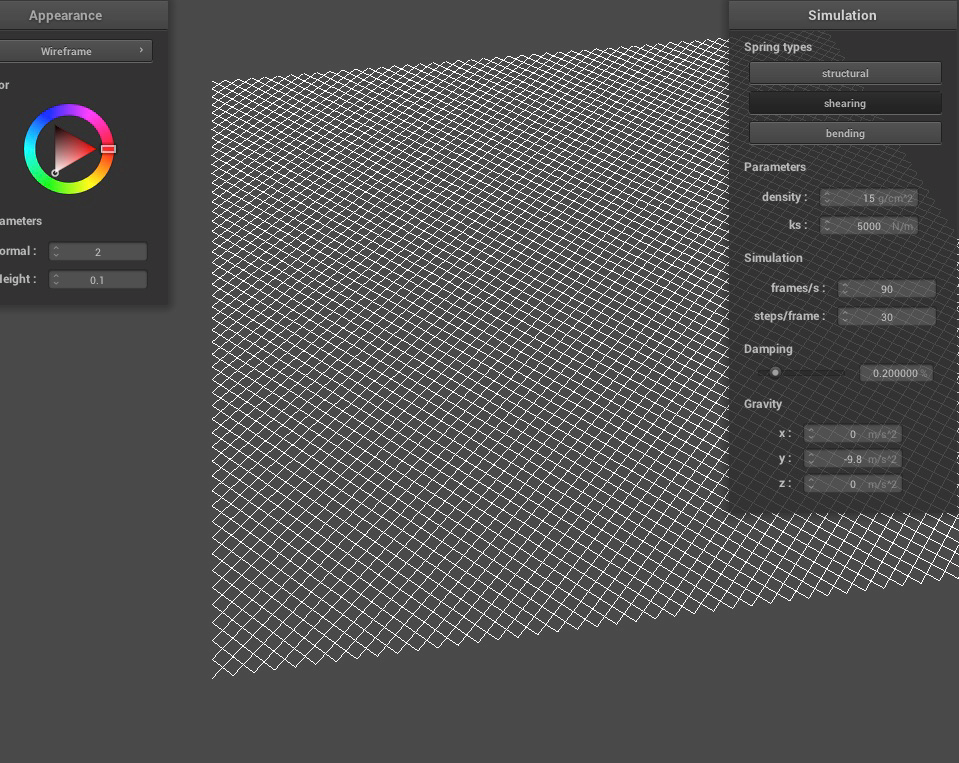 Appearance
Wireframe
or
ameters
ormal :
2
leight :
0.1
Simulation
Spring types
structural
shearing
bending
Parameters
density :
15 g/cm^2
ks :
5000 N/m
Simulation
frames/s :
90
steps/frame :
30
Damping
0.200000 %
Gravity
x :
0 m/s^2
y :
-9.8 m/s^2
z :
0 m/s^2